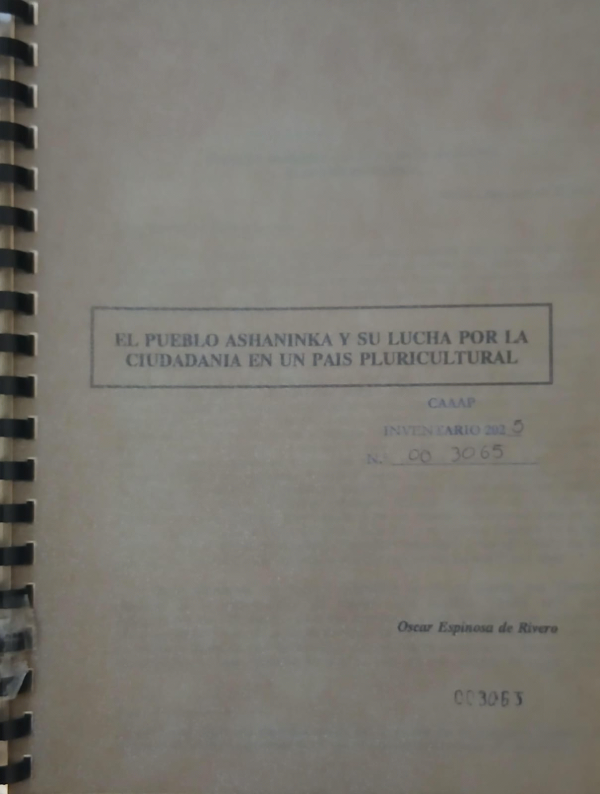 EL PUEBLO ASHANINKA Y SU LUCHA POR LA
CIUDADANIA EN UN PAIS PLURICULTURAL
CAAAP
INVENTARIO 2025
N. 00 3065
Oscar Espinosa de Rivero
003063